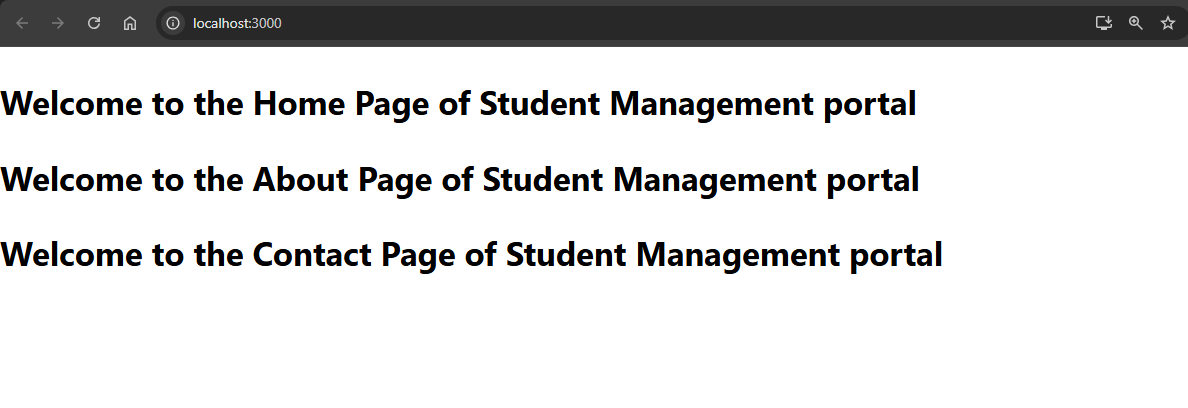 localhost:3000
Welcome to the Home Page of Student Management portal
Welcome to the About Page of Student Management portal
Welcome to the Contact Page of Student Management portal